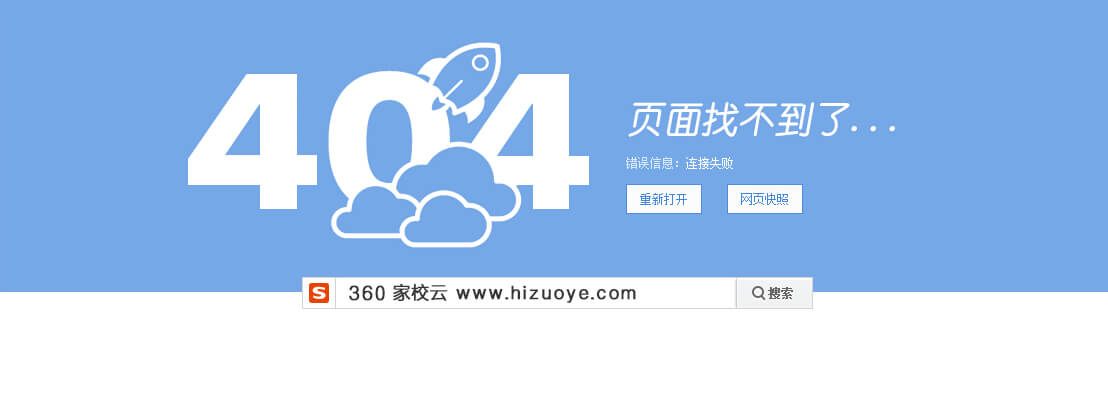 404
页面找不到了...
错误信息：连接失败
重新打开 网页快照
S 360 家校云 www.hizuoye.com 搜索